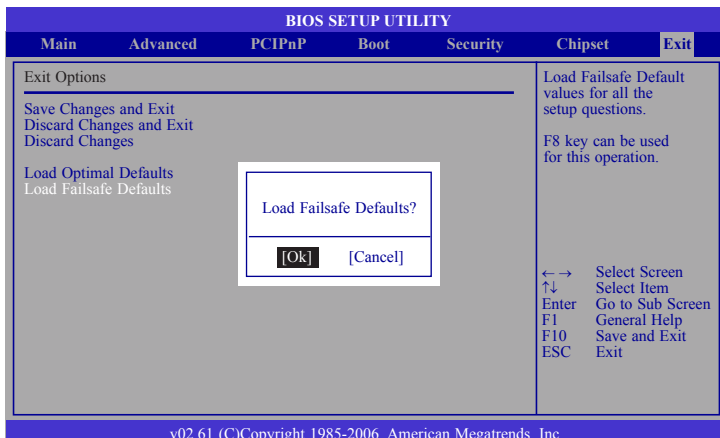 BIOS SETUP UTILITY
Main Advanced PCIPnP Boot Security Chipset Exit
Exit Options
Save Changes and Exit
Discard Changes and Exit
Discard Changes
Load Optimal Defaults
Load Failsafe Defaults
Load Failsafe Defaults?
[Ok] [Cancel]
Load Failsafe Default
values for all the
setup questions.
F8 key can be used
for this operation.
←→ Select Screen
↑↓ Select Item
Enter Go to Sub Screen
F1 General Help
F10 Save and Exit
ESC Exit
v02.61 (C)Copyright 1985-2006, American Megatrends, Inc.